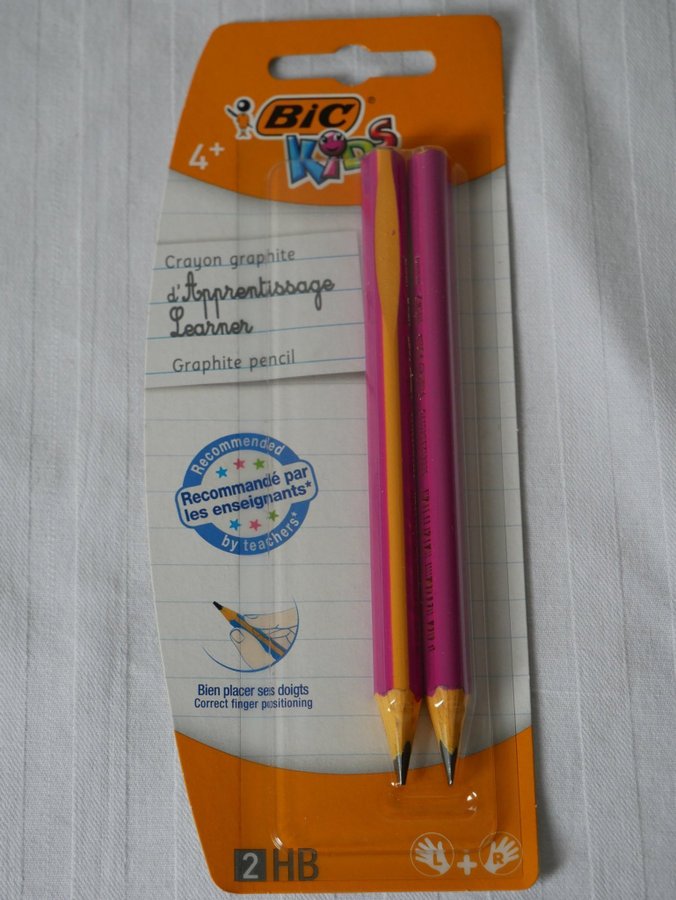 BiC®
KiDS
4+
Crayon graphite
d'Apprentissage
Learner
Graphite pencil
Recommended
Recommandé par
les enseignants*
by teachers*
Bien placer ses doigts
Correct finger positioning
2 HB
L + R